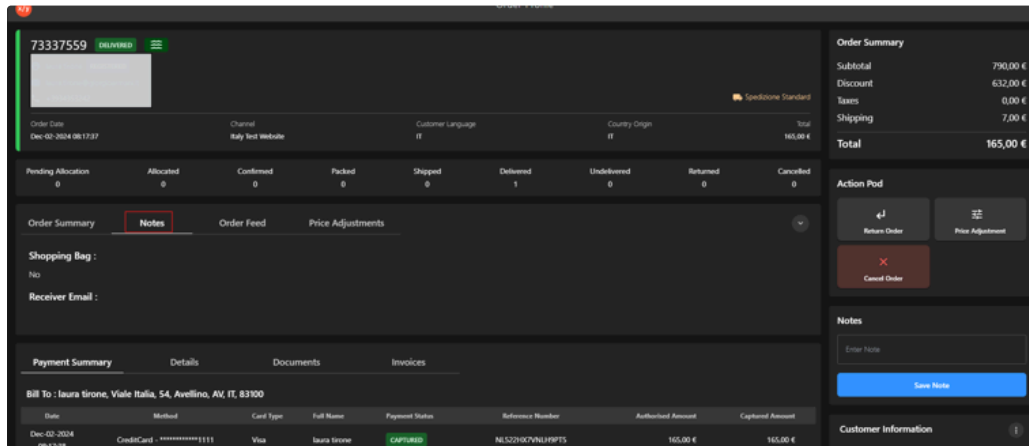 Order Profile
73337559 DELIVERED
Spedizione Standard
Order Date Channel Customer Language Country Origin Total
Dec-02-2024 08:17:37 Italy Test Website IT IT 165,00 €
Pending Allocation Allocated Confirmed Packed Shipped Delivered Undelivered Returned Cancelled
0 0 0 0 0 1 0 0 0
Order Summary Notes Order Feed Price Adjustments
Shopping Bag :
No
Receiver Email :
Payment Summary Details Documents Invoices
Bill To : laura tirone, Viale Italia, 54, Avellino, AV, IT, 83100
Date Method Card Type Full Name Payment Status Reference Number Authorised Amount Captured Amount
Dec-02-2024
CreditCard - ************1111 Visa laura tirone CAPTURED 165,00 € 165,00 €
Order Summary
Subtotal 790,00 €
Discount 632,00 €
Taxes 0,00 €
Shipping 7,00 €
Total 165,00 €
Action Pod
Return Order Price Adjustment
Cancel Order
Notes
Enter Note
Save Note
Customer Information